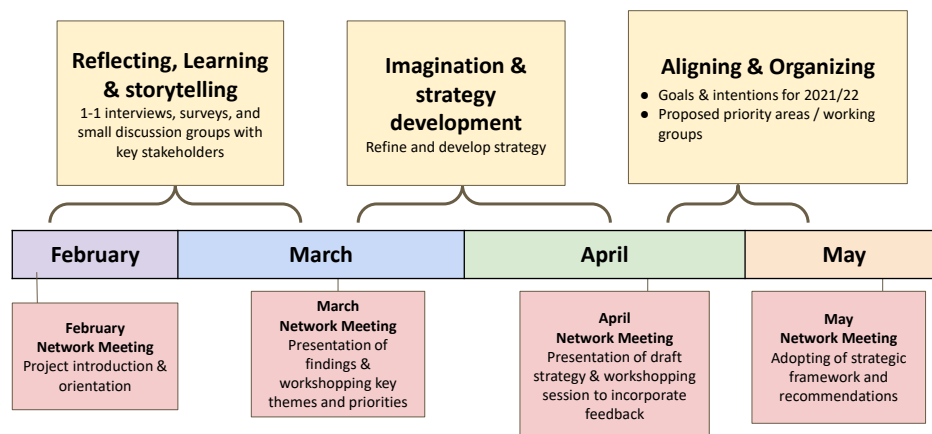 Reflecting, Learning
& storytelling
1-1 interviews, surveys, and
small discussion groups with
key stakeholders
Imagination &
strategy
development
Refine and develop strategy
Aligning & Organizing
● Goals & intentions for 2021/22
● Proposed priority areas / working
groups
February
March
April
May
February
Network Meeting
Project introduction &
orientation
March
Network Meeting
Presentation of
findings &
workshopping key
themes and priorities
April
Network Meeting
Presentation of draft
strategy & workshopping
session to incorporate
feedback
May
Network Meeting
Adopting of strategic
framework and
recommendations